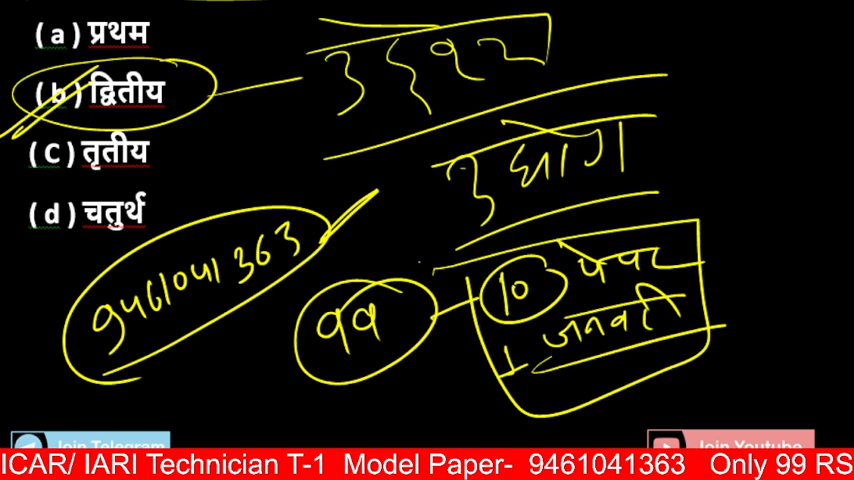 ( a ) प्रथम
( b ) द्वितीय
( C ) तृतीय
( d ) चतुर्थ
उद्योग
9461041363
99
10 पेपर
1 जनवरी
Join Telegram
Join Youtube
ICAR/ IARI Technician T-1 Model Paper- 9461041363 Only 99 RS